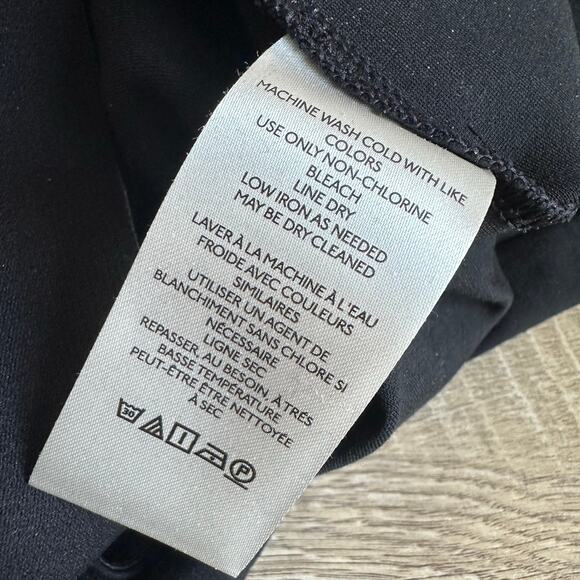 MACHINE WASH COLD WITH LIKE
COLORS
USE ONLY NON-CHLORINE
BLEACH
LINE DRY
LOW IRON AS NEEDED
MAY BE DRY CLEANED
LAVER À LA MACHINE À L'EAU
FROIDE AVEC COULEURS
SIMILAIRES
UTILISER UN AGENT DE
BLANCHIMENT SANS CHLORE SI
NÉCESSAIRE
LIGNE SEC
REPASSER, AU BESOIN, À TRÉS
BASSE TEMPÉRATURE
PEUT-ÊTRE ÊTRE NETTOYÉE
À SEC
30 P